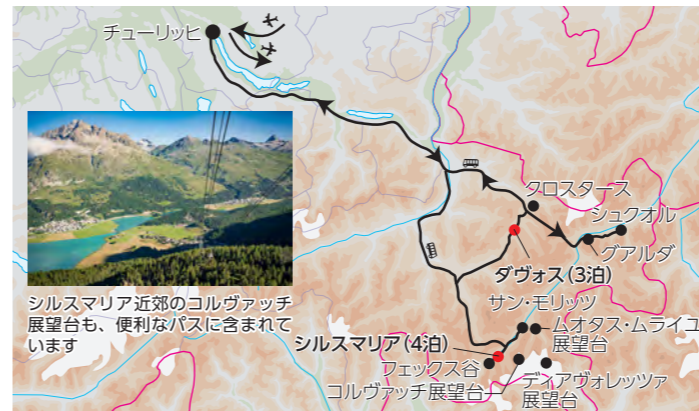 チューリッヒ
クロスタース
シュクオル
グアルダ
ダヴォス(3泊)
サン・モリッツ
ムオタス・ムライユ
展望台
シルスマリア(4泊)
フェックス谷
コルヴァッチ展望台
ディアヴォレッツァ
展望台
シルスマリア近郊のコルヴァッチ
展望台も、便利なパスに含まれて
います